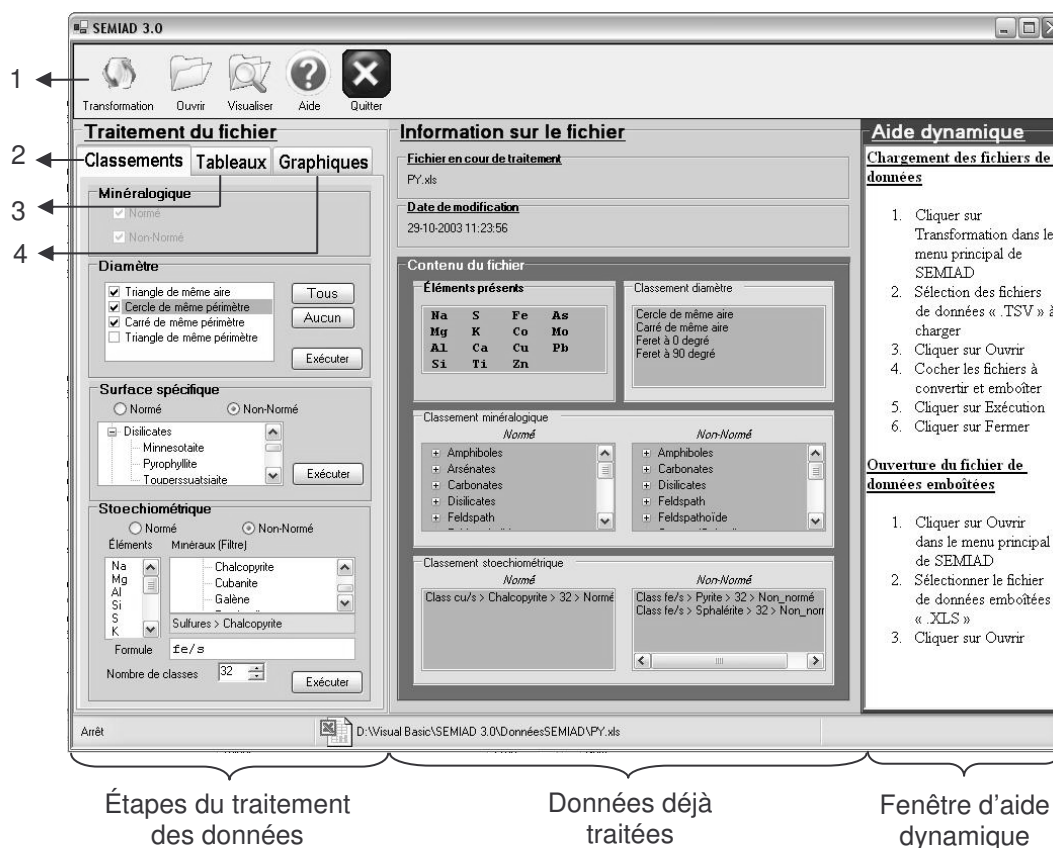 SEMIAD 3.0
1
Transformation Ouvrir Visualiser Aide Quitter
Traitement du fichier
2
Classements Tableaux Graphiques
3
4
Minéralogique
Normé
Non-Normé
Diamètre
Triangle de même aire
Cercle de même périmètre
Carré de même périmètre
Triangle de même périmètre
Tous
Aucun
Exécuter
Surface spécifique
Normé Non-Normé
Disilicates
Minnesotaite
Pyrophyllite
Touperssuatsiaite
Exécuter
Stoechiométrique
Normé Non-Normé
Éléments Minéraux (Filtre)
Na
Mg
Al
Si
S
K
Chalcopyrite
Cubanite
Galène
Sulfures > Chalcopyrite
Formule fe/s
Nombre de classes 32
Exécuter
Information sur le fichier
Fichier en cour de traitement
PY.xls
Date de modification
29-10-2003 11:23:56
Contenu du fichier
Éléments présents
Na S Fe As
Mg K Co Mo
Al Ca Cu Pb
Si Ti Zn
Classement diamètre
Cercle de même aire
Carré de même aire
Feret à 0 degré
Feret à 90 degré
Classement minéralogique
Normé
Amphiboles
Arsénates
Carbonates
Disilicates
Feldspath
Non-Normé
Amphiboles
Carbonates
Disilicates
Feldspath
Feldspathoïde
Classement stoechiométrique
Normé
Class cu/s > Chalcopyrite > 32 > Normé
Non-Normé
Class fe/s > Pyrite > 32 > Non_normé
Class fe/s > Sphalérite > 32 > Non_norr
Aide dynamique
Chargement des fichiers de
données
1. Cliquer sur
Transformation dans le
menu principal de
SEMIAD
2. Sélection des fichiers
de données « .TSV » à
charger
3. Cliquer sur Ouvrir
4. Cocher les fichiers à
convertir et emboîter
5. Cliquer sur Exécution
6. Cliquer sur Fermer
Ouverture du fichier de
données emboîtées
1. Cliquer sur Ouvrir
dans le menu principal
de SEMIAD
2. Sélectionner le fichier
de données emboîtées
« .XLS »
3. Cliquer sur Ouvrir
Arrêt D:\Visual Basic\SEMIAD 3.0\DonnéesSEMIAD\PY.xls
Étapes du traitement
des données
Données déjà
traitées
Fenêtre d'aide
dynamique